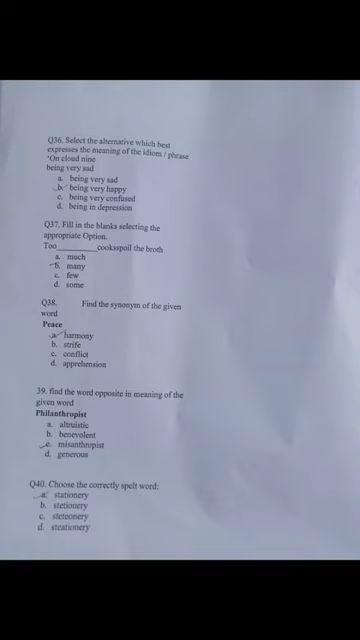 Q36. Select the alternative which best
expresses the meaning of the idiom / phrase
'On cloud nine
being very sad
a. being very sad
b. being very happy
c. being very confused
d. being in depression
Q37. Fill in the blanks selecting the
appropriate Option.
Too__________cooksspoil the broth
a. much
b. many
c. few
d. some
Q38. Find the synonym of the given
word
Peace
a. harmony
b. strife
c. conflict
d. apprehension
39. find the word opposite in meaning of the
given word
Philanthropist
a. altruistic
b. benevolent
c. misanthropist
d. generous
Q40. Choose the correctly spelt word:
a. stationery
b. stetionery
c. steteonery
d. steationery